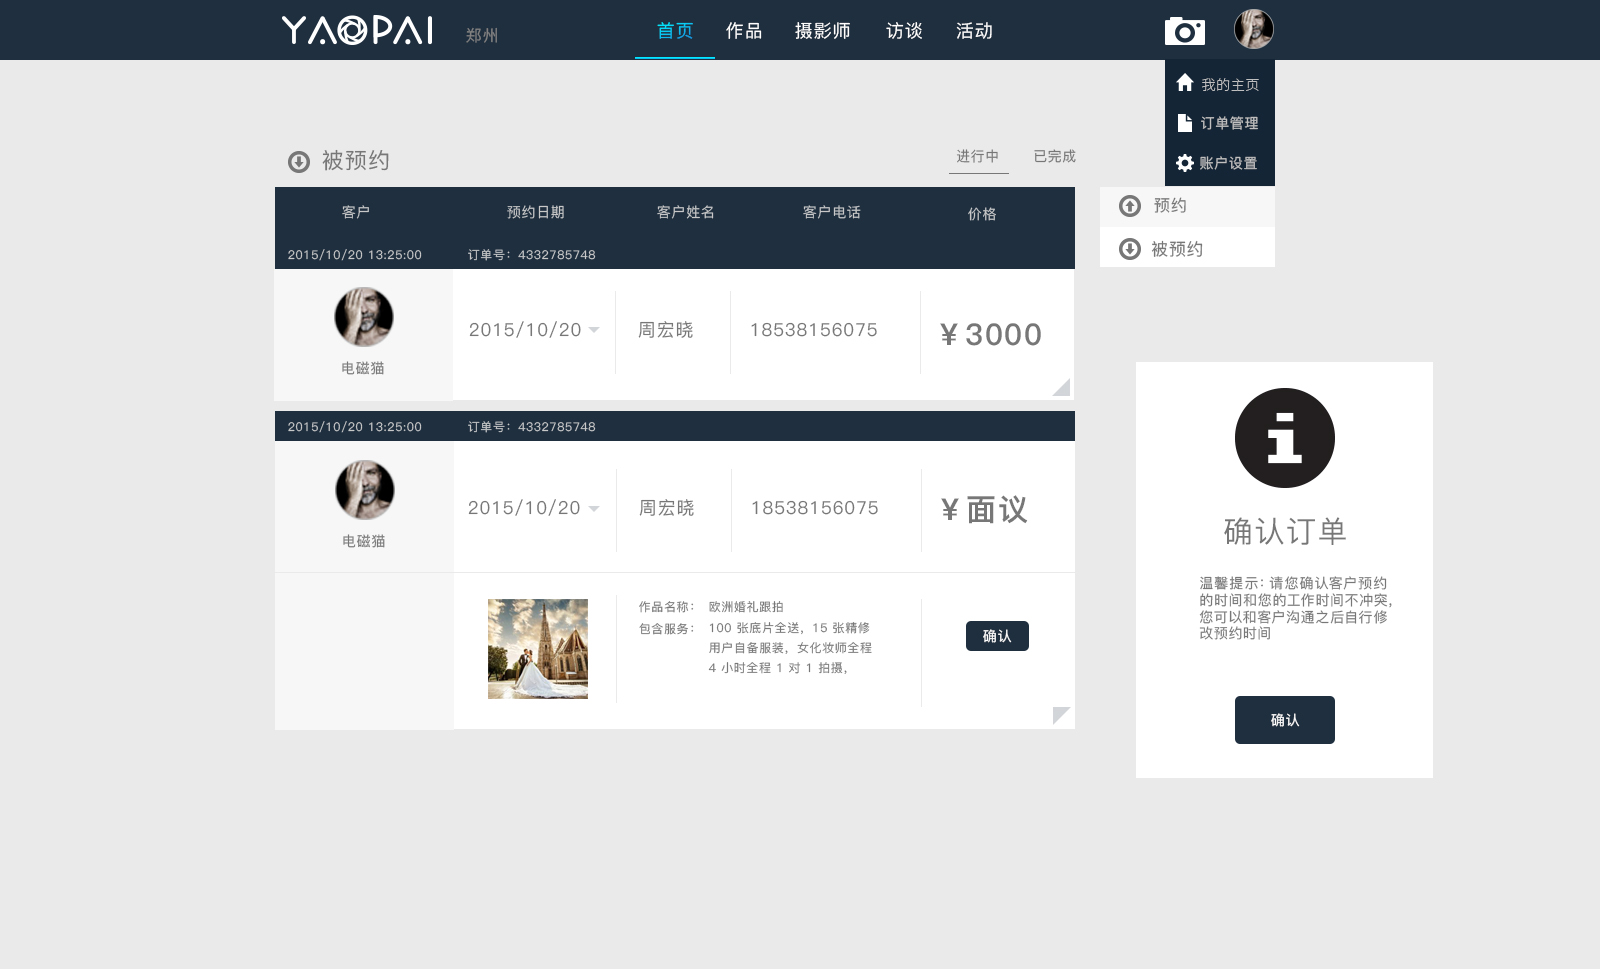 YAOPAI 郑州 首页 作品 摄影师 访谈 活动
我的主页
订单管理
账户设置
被预约 进行中 已完成
预约
被预约
客户 预约日期 客户姓名 客户电话 价格
2015/10/20 13:25:00 订单号：4332785748
电磁猫
2015/10/20 周宏晓 18538156075 ¥3000
2015/10/20 13:25:00 订单号：4332785748
电磁猫
2015/10/20 周宏晓 18538156075 ¥面议
作品名称： 欧洲婚礼跟拍
包含服务： 100 张底片全送，15 张精修
用户自备服装，女化妆师全程
4 小时全程 1 对 1 拍摄，
确认
确认订单
温馨提示：请您确认客户预约
的时间和您的工作时间不冲突，
您可以和客户沟通之后自行修
改预约时间
确认